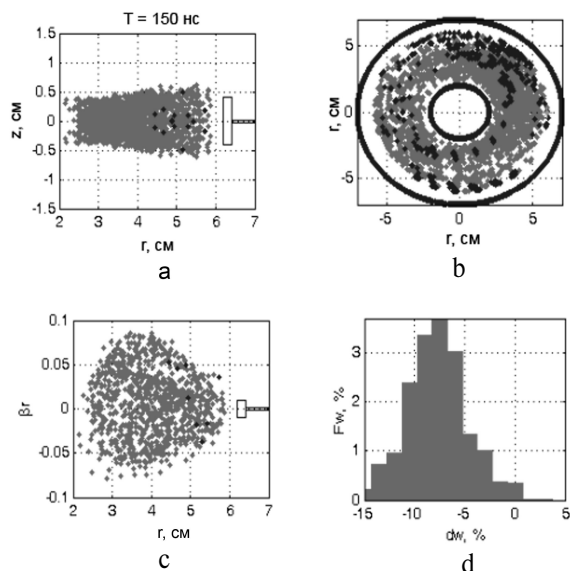 T = 150 нс
z, см
1.5
1
0.5
0
-0.5
-1
-1.5
2 3 4 5 6 7
r, см
a
r, см
5
0
-5
-5 0 5
r, см
b
βr
0.1
0.05
0
-0.05
-0.1
2 3 4 5 6 7
r, см
c
Fw, %
3
2
1
0
-15 -10 -5 0 5
dw, %
d